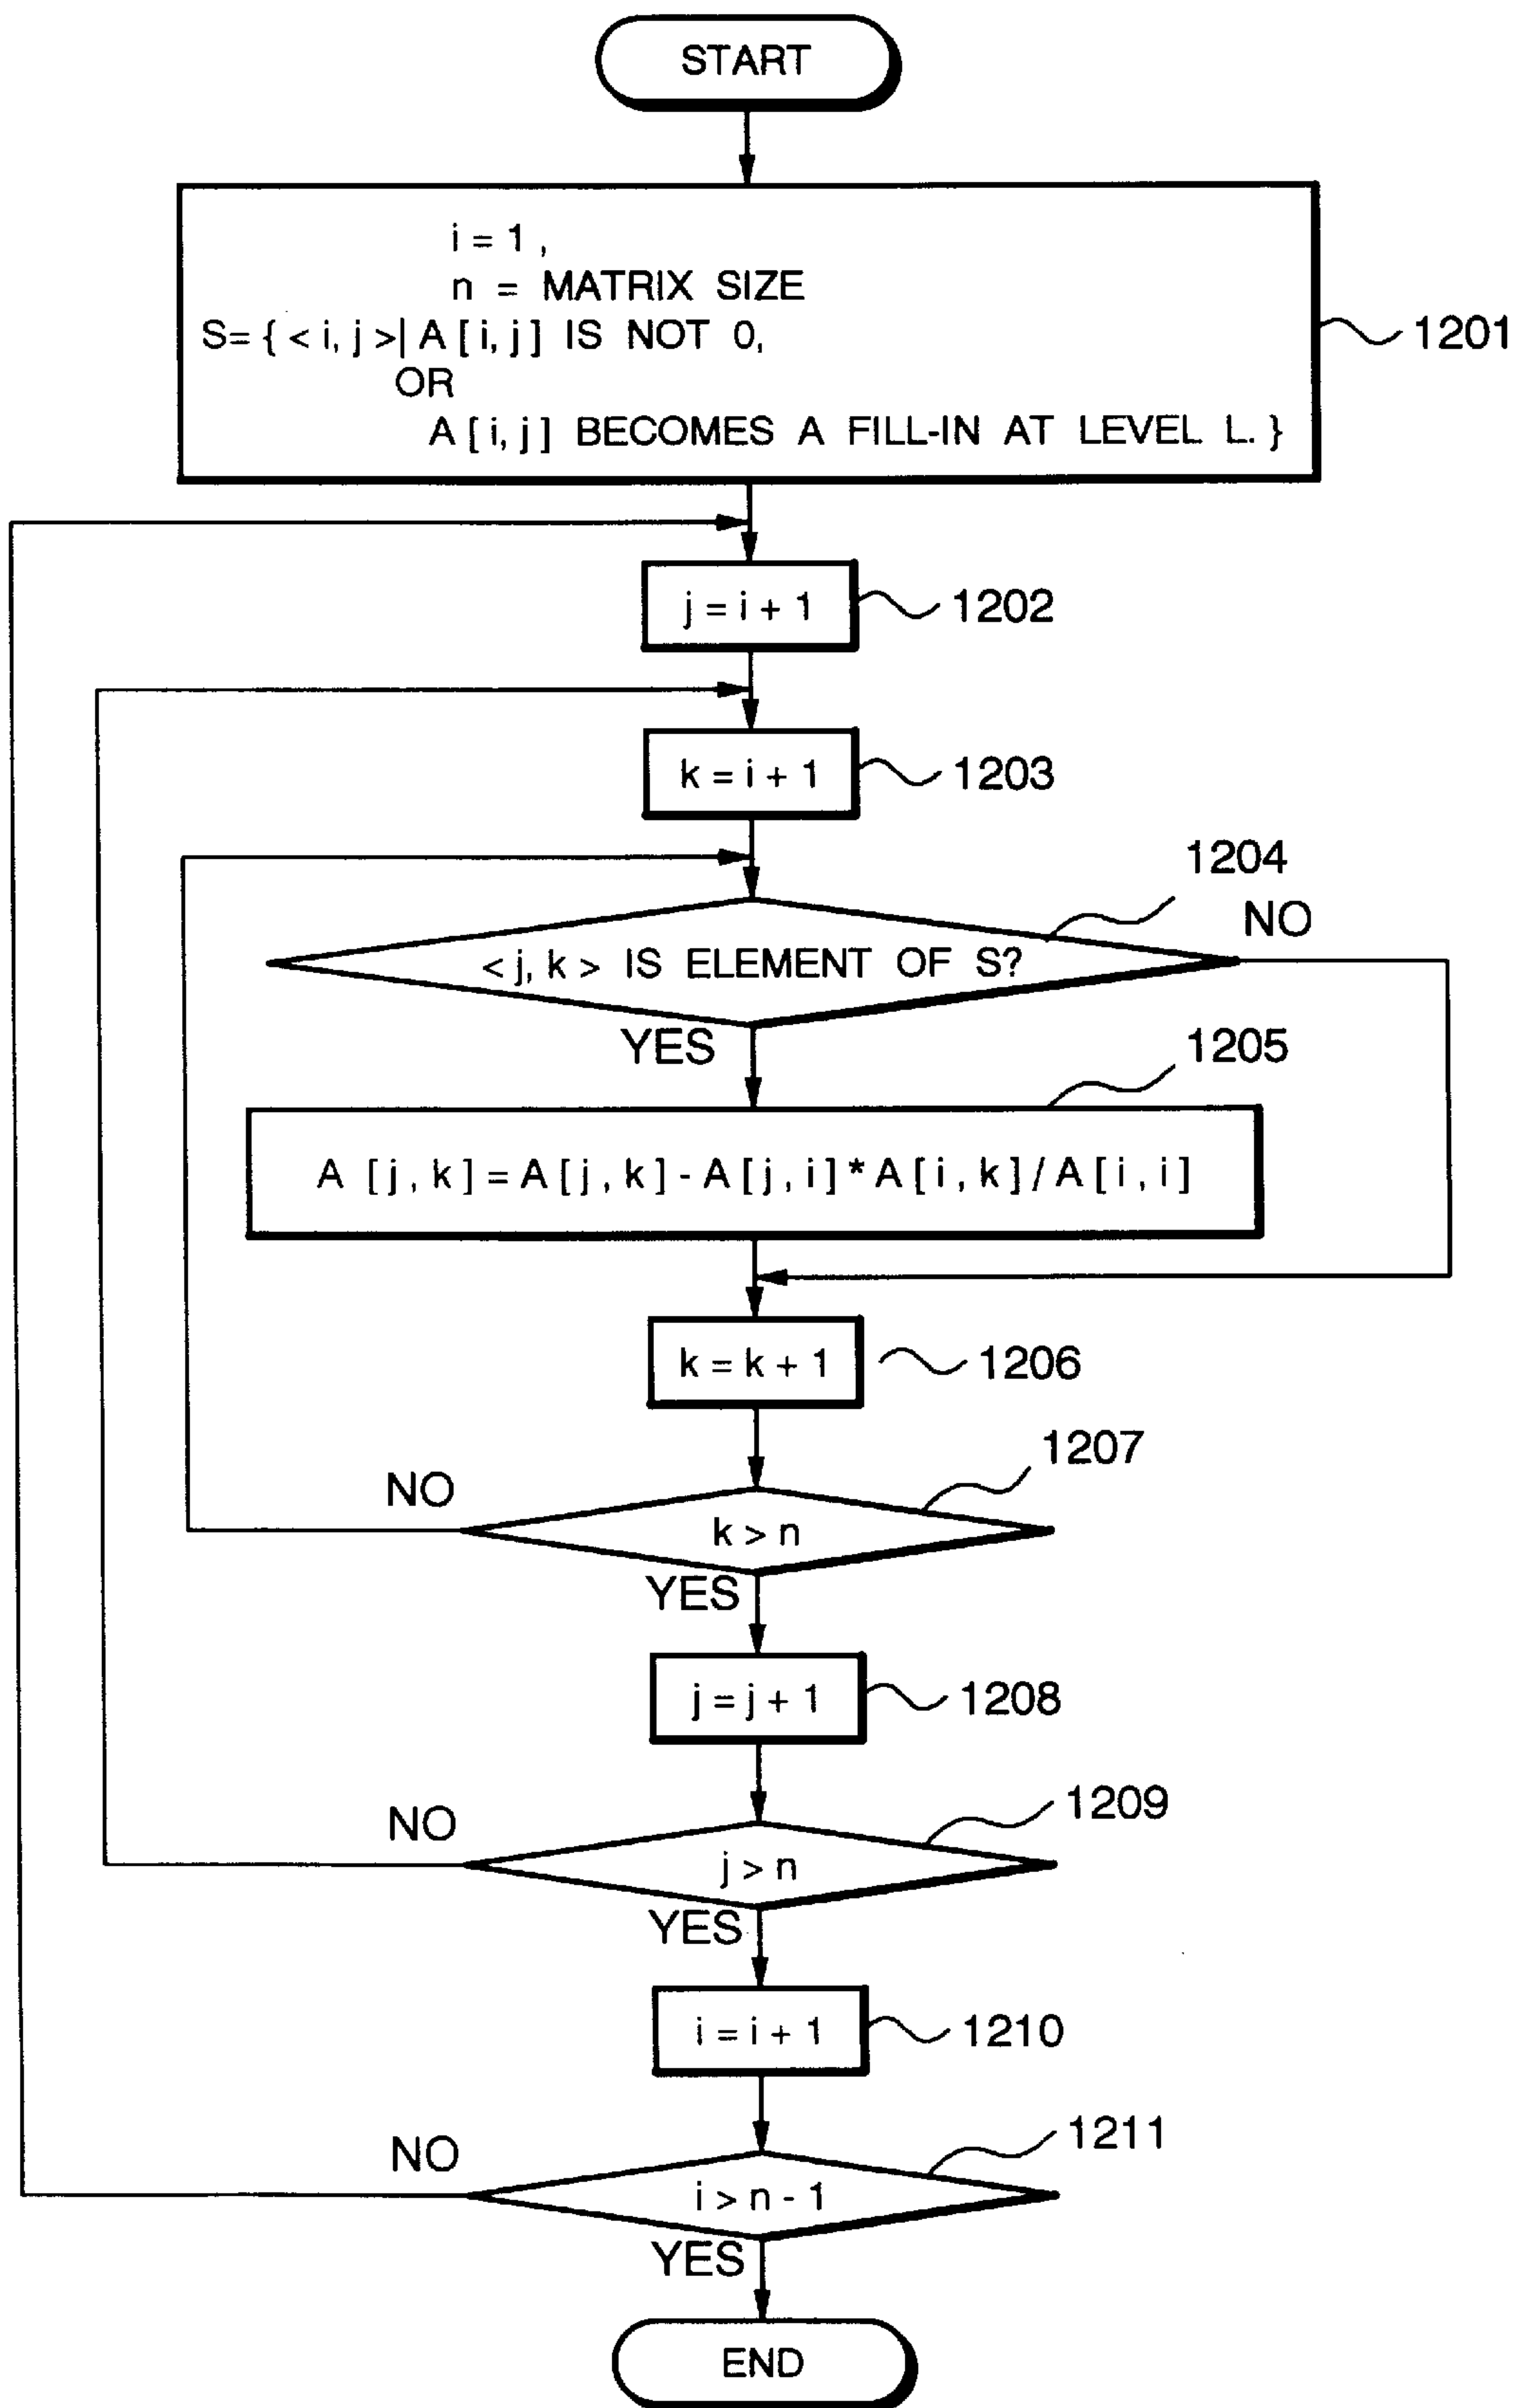 START
i = 1 ,
n = MATRIX SIZE
S= { < i, j >| A [ i, j ] IS NOT 0,
OR
A [ i, j ] BECOMES A FILL-IN AT LEVEL L. }
1201
j = i + 1
1202
k = i + 1
1203
1204
NO
< j, k > IS ELEMENT OF S?
YES
1205
A [ j , k ] = A [ j , k ] - A [ j , i ] * A [ i , k ] / A [ i , i ]
k = k + 1
1206
1207
NO
k > n
YES
j = j + 1
1208
1209
NO
j > n
YES
i = i + 1
1210
1211
NO
i > n - 1
YES
END